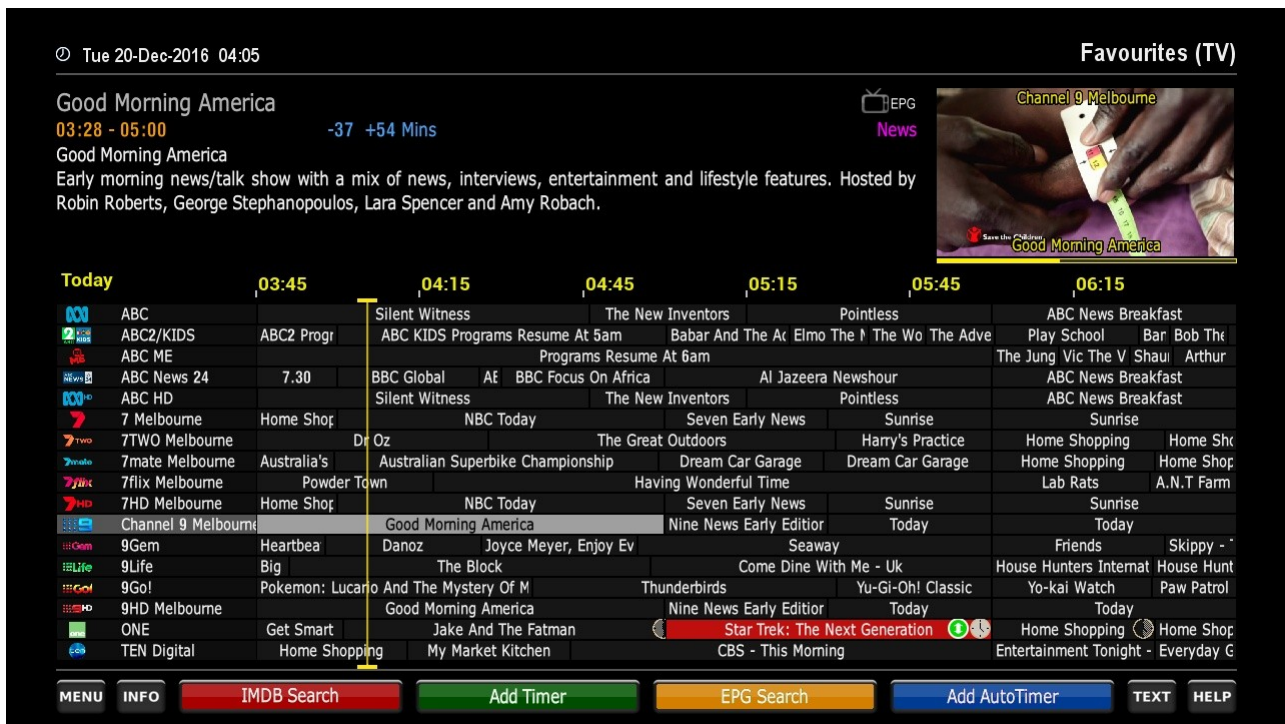 Tue 20-Dec-2016 04:05 Favourites (TV)
Good Morning America EPG
03:28 - 05:00 -37 +54 Mins News
Good Morning America
Early morning news/talk show with a mix of news, interviews, entertainment and lifestyle features. Hosted by
Robin Roberts, George Stephanopoulos, Lara Spencer and Amy Robach.
Channel 9 Melbourne
Save the Children
Good Morning America
Today 03:45 04:15 04:45 05:15 05:45 06:15
ABC Silent Witness The New Inventors Pointless ABC News Breakfast
ABC2/KIDS ABC2 Progr ABC KIDS Programs Resume At 5am Babar And The Ac Elmo The The Wo The Adve Play School Bar Bob The
ABC ME Programs Resume At 6am The Jung Vic The V Shau Arthur
ABC News 24 7.30 BBC Global AE BBC Focus On Africa Al Jazeera Newshour ABC News Breakfast
ABC HD Silent Witness The New Inventors Pointless ABC News Breakfast
7 Melbourne Home Shop NBC Today Seven Early News Sunrise Sunrise
7TWO Melbourne Dr Oz The Great Outdoors Harry's Practice Home Shopping Home Sho
7mate Melbourne Australia's Australian Superbike Championship Dream Car Garage Dream Car Garage Home Shopping Home Shop
7flix Melbourne Powder Town Having Wonderful Time Lab Rats A.N.T Farm
7HD Melbourne Home Shop NBC Today Seven Early News Sunrise Sunrise
Channel 9 Melbourne Good Morning America Nine News Early Edition Today Today
9Gem Heartbea Danoz Joyce Meyer, Enjoy Ev Seaway Friends Skippy -
9Life Big The Block Come Dine With Me - Uk House Hunters Internat House Hunt
9Go! Pokemon: Lucario And The Mystery Of M Thunderbirds Yu-Gi-Oh! Classic Yo-kai Watch Paw Patrol
9HD Melbourne Good Morning America Nine News Early Edition Today Today
ONE Get Smart Jake And The Fatman Star Trek: The Next Generation Home Shopping Home Shop
TEN Digital Home Shopping My Market Kitchen CBS - This Morning Entertainment Tonight - Everyday G
MENU INFO IMDB Search Add Timer EPG Search Add AutoTimer TEXT HELP